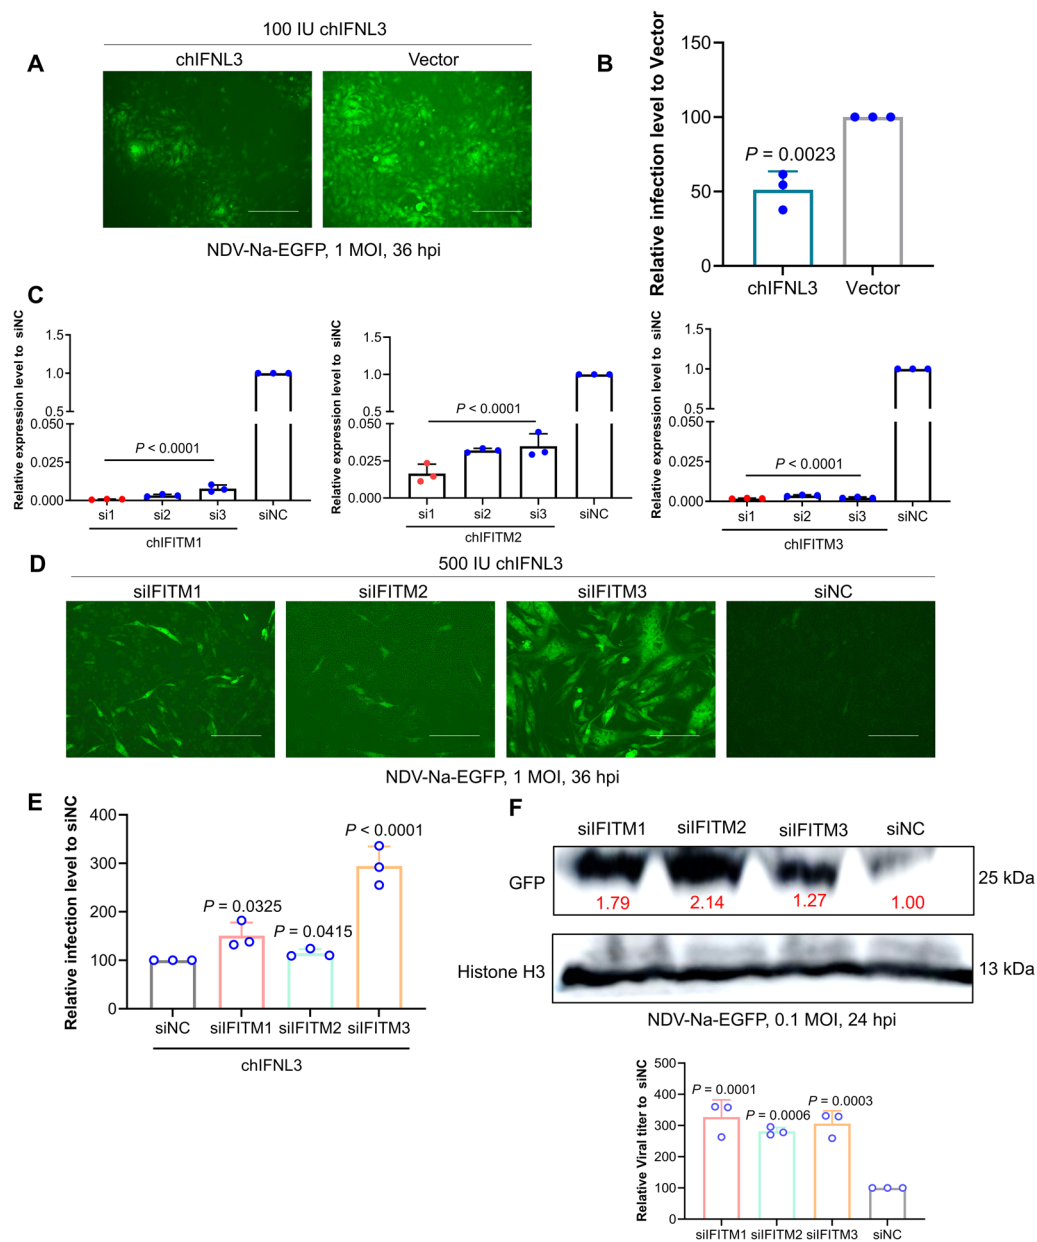 100 IU chIFNL3
A
chIFNL3
Vector
NDV-Na-EGFP, 1 MOI, 36 hpi
B
Relative infection level to Vector
150
100
50
0
P = 0.0023
chIFNL3
Vector
C
Relative expression level to siNC
1.5
1.0
0.5
0.050
0.025
0.000
P < 0.0001
si1
si2
si3
siNC
chIFITM1
Relative expression level to siNC
1.5
1.0
0.5
0.050
0.025
0.000
P < 0.0001
si1
si2
si3
siNC
chIFITM2
Relative expression level to siNC
1.5
1.0
0.5
0.050
0.025
0.000
P < 0.0001
si1
si2
si3
siNC
chIFITM3
D
500 IU chIFNL3
siIFITM1
siIFITM2
siIFITM3
siNC
NDV-Na-EGFP, 1 MOI, 36 hpi
E
Relative infection level to siNC
400
300
200
100
0
P = 0.0325
P = 0.0415
P < 0.0001
siNC
siIFITM1
siIFITM2
siIFITM3
chIFNL3
F
siIFITM1
siIFITM2
siIFITM3
siNC
GFP
1.79
2.14
1.27
1.00
25 kDa
Histone H3
13 kDa
NDV-Na-EGFP, 0.1 MOI, 24 hpi
Relative Viral titer to siNC
500
400
300
200
100
0
P = 0.0001
P = 0.0006
P = 0.0003
siIFITM1
siIFITM2
siIFITM3
siNC